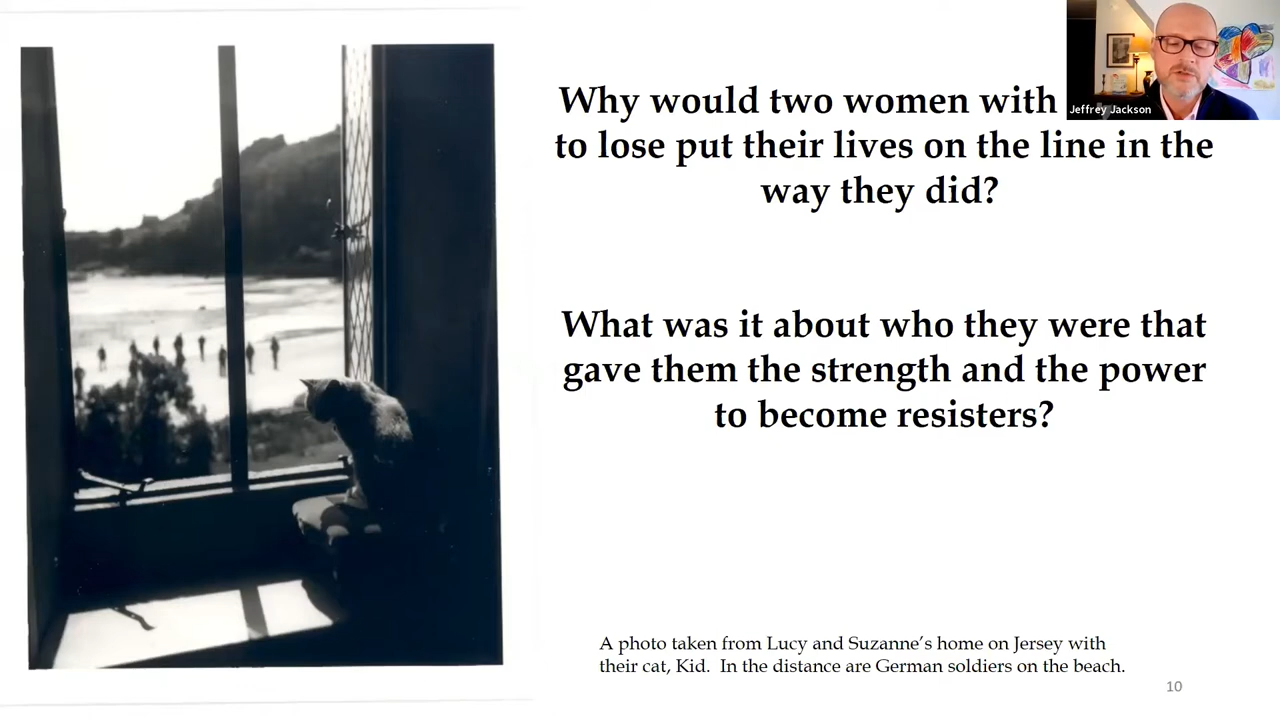 Why would two women with
to lose put their lives on the line in the
way they did?
Jeffrey Jackson
What was it about who they were that
gave them the strength and the power
to become resisters?
A photo taken from Lucy and Suzanne’s home on Jersey with
their cat, Kid.  In the distance are German soldiers on the beach.
10